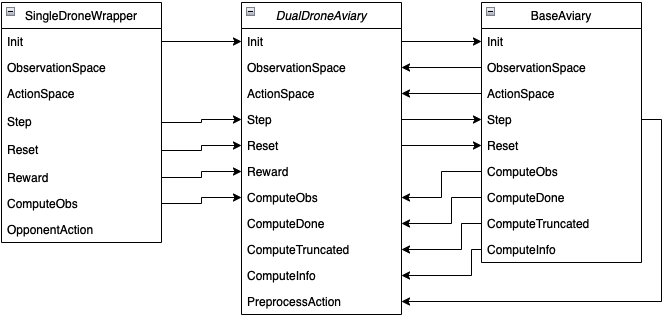 SingleDroneWrapper
Init
ObservationSpace
ActionSpace
Step
Reset
Reward
ComputeObs
OpponentAction
DualDroneAviary
Init
ObservationSpace
ActionSpace
Step
Reset
Reward
ComputeObs
ComputeDone
ComputeTruncated
ComputeInfo
PreprocessAction
BaseAviary
Init
ObservationSpace
ActionSpace
Step
Reset
ComputeObs
ComputeDone
ComputeTruncated
ComputeInfo